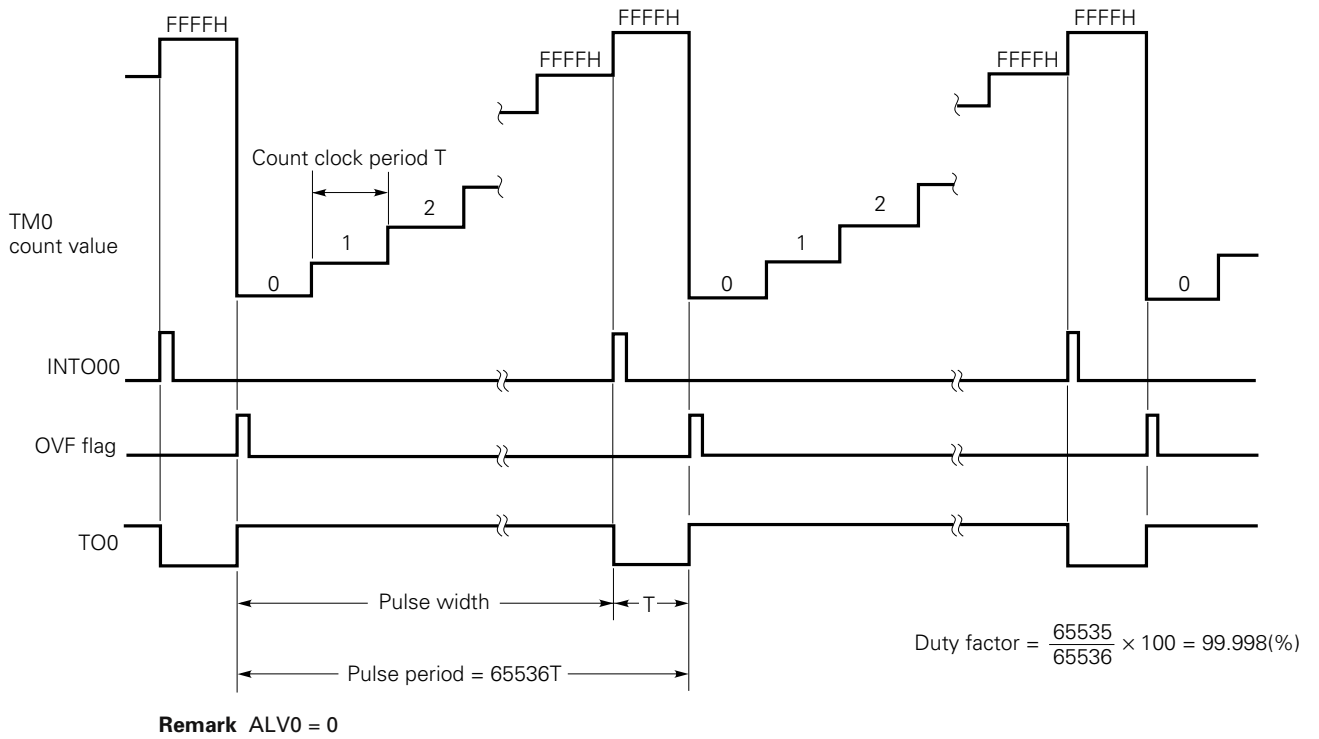 FFFFH
FFFFH
FFFFH
FFFFH
FFFFH
Count clock period T
TM0
count value
0
1
2
0
1
2
0
INTO00
OVF flag
TO0
Pulse width
T
Pulse period = 65536T
Duty factor = 65535/65536 × 100 = 99.998(%)
Remark ALV0 = 0